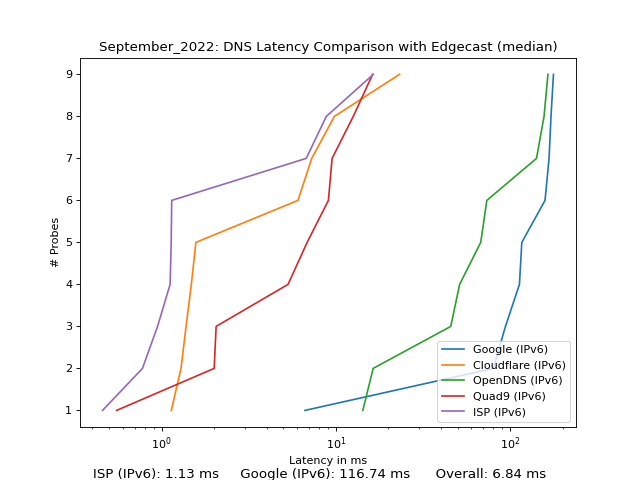 September_2022: DNS Latency Comparison with Edgecast (median)
9
8
7
6
5
4
3
2
1
# Probes
Google (IPv6)
Cloudflare (IPv6)
OpenDNS (IPv6)
Quad9 (IPv6)
ISP (IPv6)
10⁰ 10¹ 10²
Latency in ms
ISP (IPv6): 1.13 ms Google (IPv6): 116.74 ms Overall: 6.84 ms